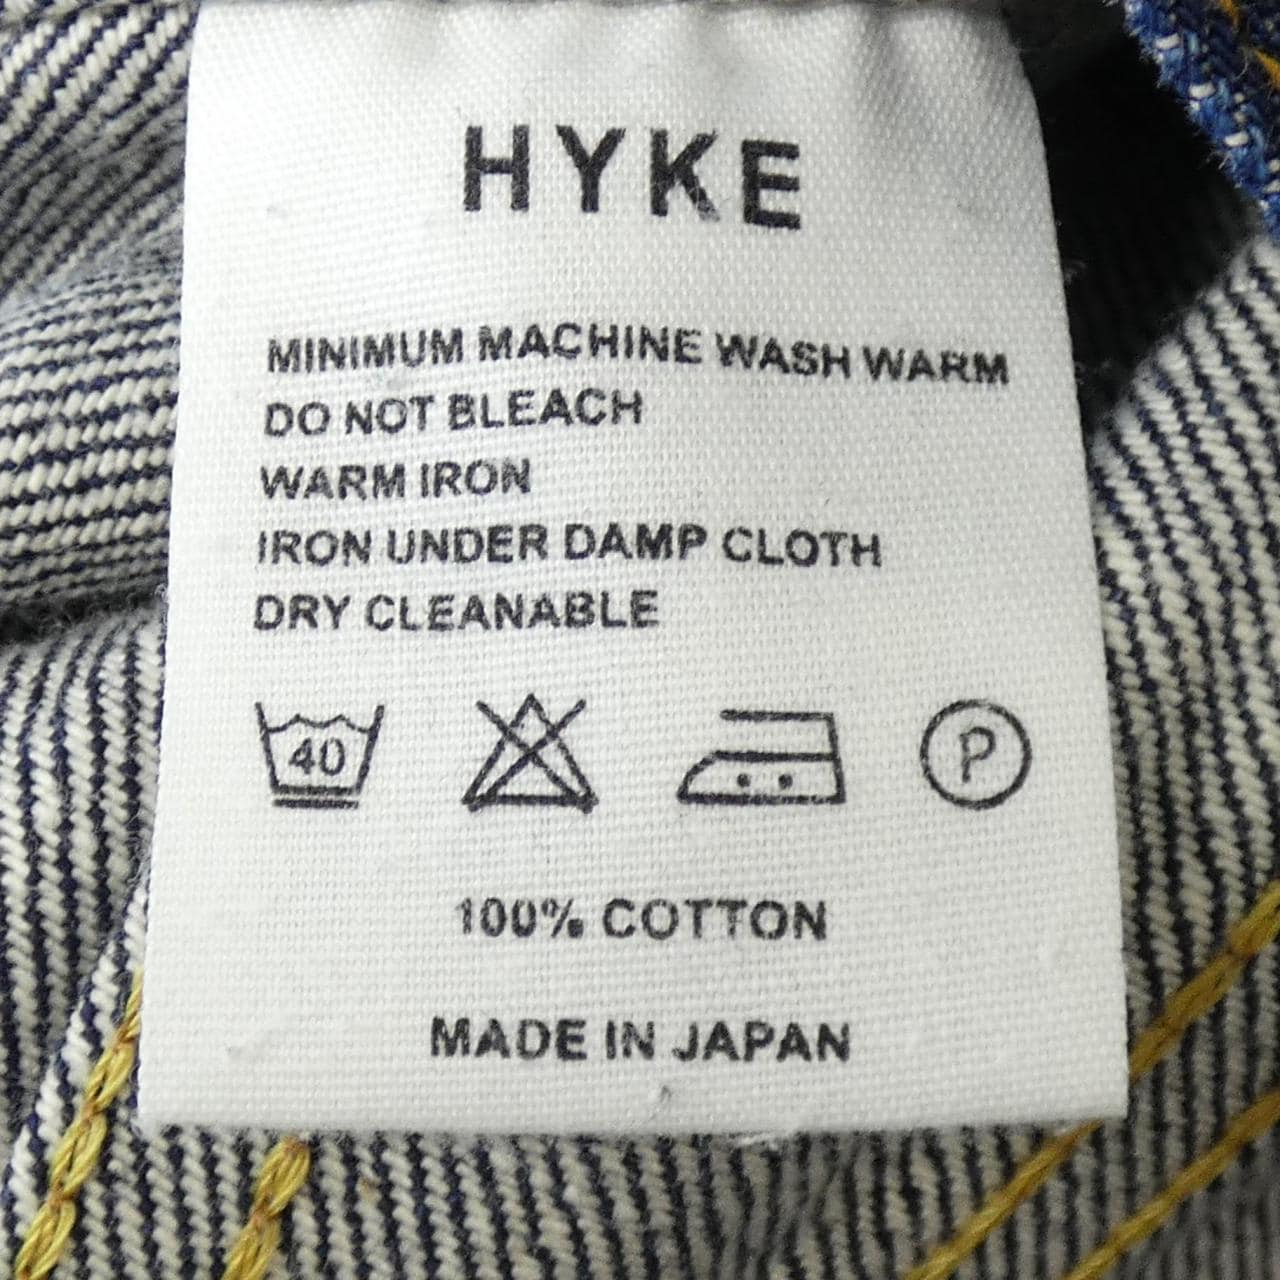 HYKE
MINIMUM MACHINE WASH WARM
DO NOT BLEACH
WARM IRON
IRON UNDER DAMP CLOTH
DRY CLEANABLE
40 P
100% COTTON
MADE IN JAPAN